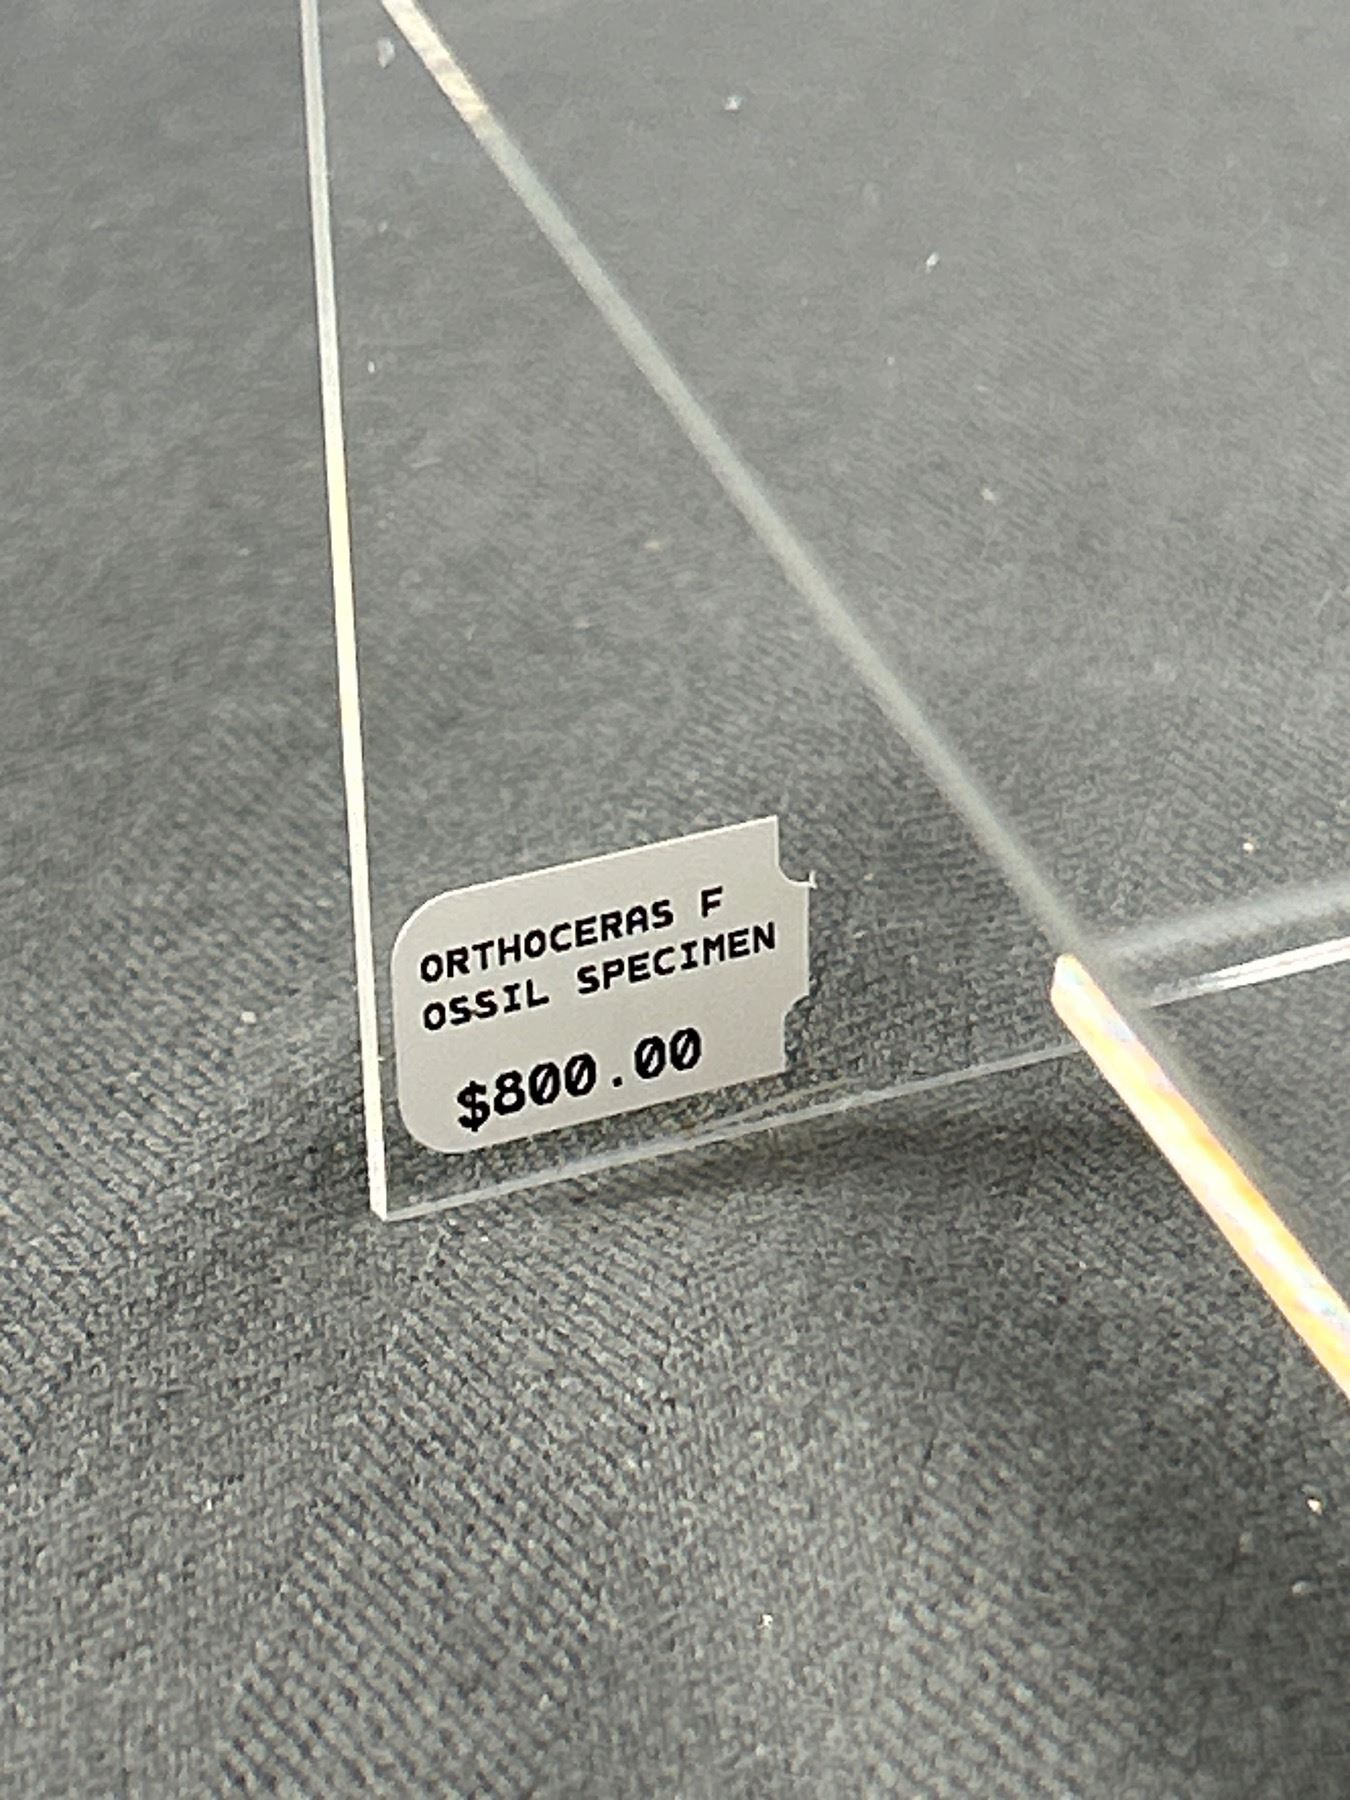 ORTHOCERAS F
OSSIL SPECIMEN
$800.00